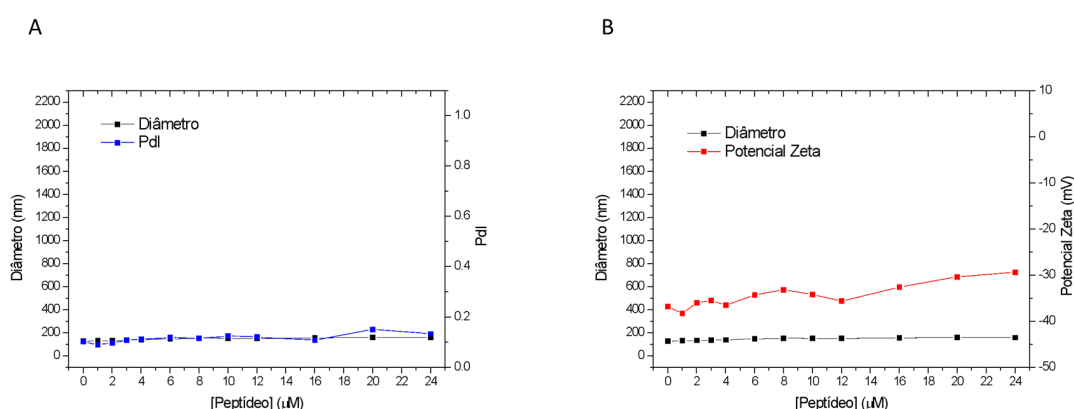 A
B
2200
2000
1800
1600
1400
1200
1000
800
600
400
200
0
Diâmetro (nm)
Diâmetro
PdI
1.0
0.8
0.6
0.4
0.2
0.0
PdI
0 2 4 6 8 10 12 14 16 18 20 22 24
[Peptídeo] (μM)
2200
2000
1800
1600
1400
1200
1000
800
600
400
200
0
Diâmetro (nm)
Diâmetro
Potencial Zeta
10
0
-10
-20
-30
-40
-50
Potencial Zeta (mV)
0 2 4 6 8 10 12 14 16 18 20 22 24
[Peptídeo] (μM)